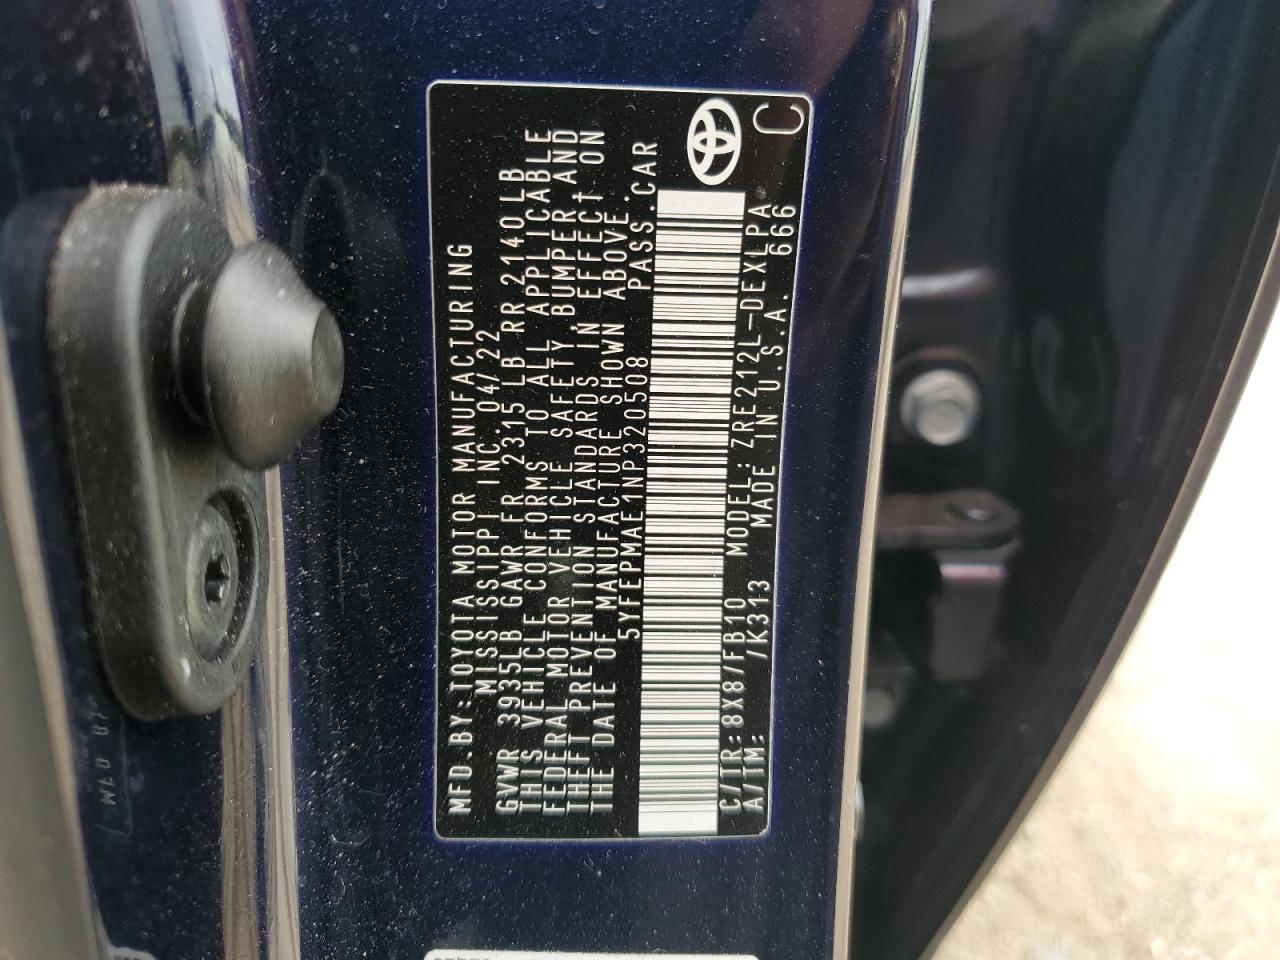 MFD.BY:TOYOTA MOTOR MANUFACTURING
MISSISSIPPI INC. 04/22
GVWR 3935LB GAWR FR 2315LB RR 2140LB
THIS VEHICLE CONFORMS TO ALL APPLICABLE
FEDERAL MOTOR VEHICLE SAFETY,BUMPER,AND
THEFT PREVENTION STANDARDS IN EFFECT ON
THE DATE OF MANUFACTURE SHOWN ABOVE.
5YFEPMAE1NP320508 PASS.CAR
C/TR:8X8/FB10 MODEL:ZRE212L-DEXLPA
A/TM: /K313 MADE IN U.S.A. 666
C